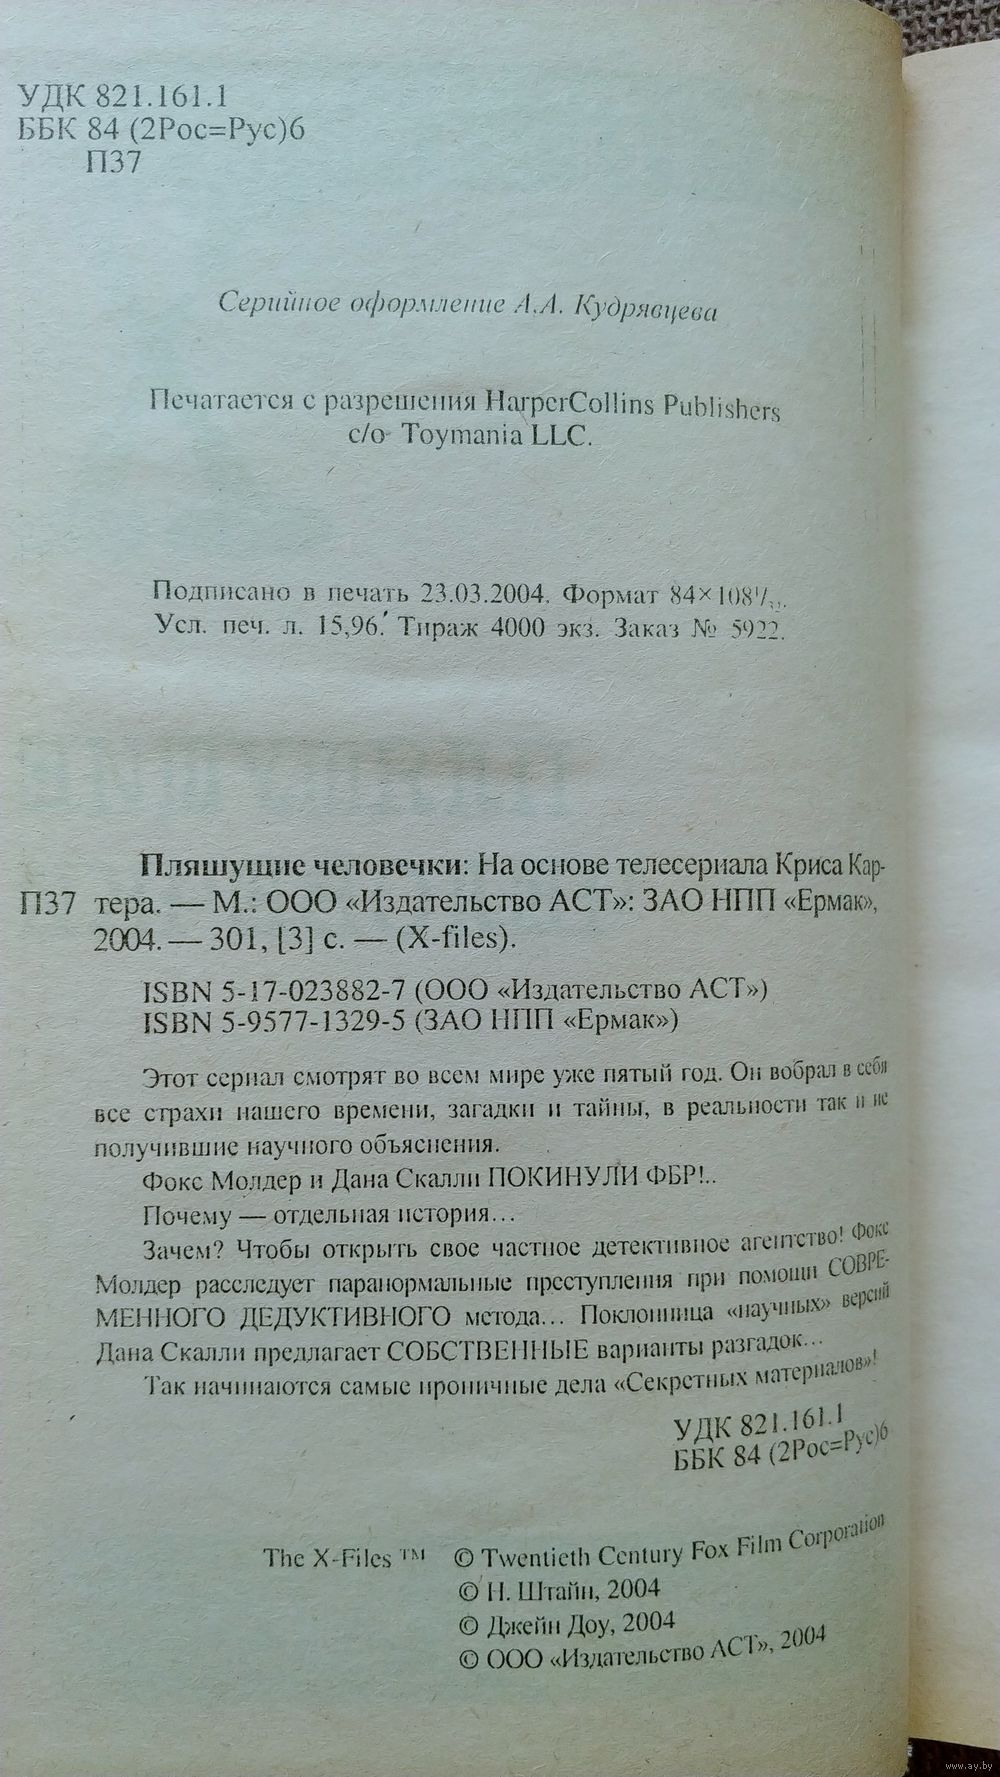 УДК 821.161.1
ББК 84 (2Рос=Рус)6
П37
Серийное оформление А.А. Кудрявцева
Печатается с разрешения HarperCollins Publishers
c/o Toymania LLC.
Подписано в печать 23.03.2004. Формат 84×108 1/32.
Усл. печ. л. 15,96. Тираж 4000 экз. Заказ № 5922.
Пляшущие человечки: На основе телесериала Криса Кар-
П37 тера. — М.: ООО «Издательство АСТ»: ЗАО НПП «Ермак»,
2004. — 301, [3] с. — (X-files).
ISBN 5-17-023882-7 (ООО «Издательство АСТ»)
ISBN 5-9577-1329-5 (ЗАО НПП «Ермак»)
Этот сериал смотрят во всем мире уже пятый год. Он вобрал в себя
все страхи нашего времени, загадки и тайны, в реальности так и не
получившие научного объяснения.
Фокс Молдер и Дана Скалли ПОКИНУЛИ ФБР!..
Почему — отдельная история...
Зачем? Чтобы открыть свое частное детективное агентство! Фокс
Молдер расследует паранормальные преступления при помощи СОВРЕ-
МЕННОГО ДЕДУКТИВНОГО метода... Поклонница «научных» версий
Дана Скалли предлагает СОБСТВЕННЫЕ варианты разгадок...
Так начинаются самые ироничные дела «Секретных материалов»!
УДК 821.161.1
ББК 84 (2Рос=Рус)6
The X-Files ™ © Twentieth Century Fox Film Corporation
© Н. Штайн, 2004
© Джейн Доу, 2004
© ООО «Издательство АСТ», 2004
www.ay.by